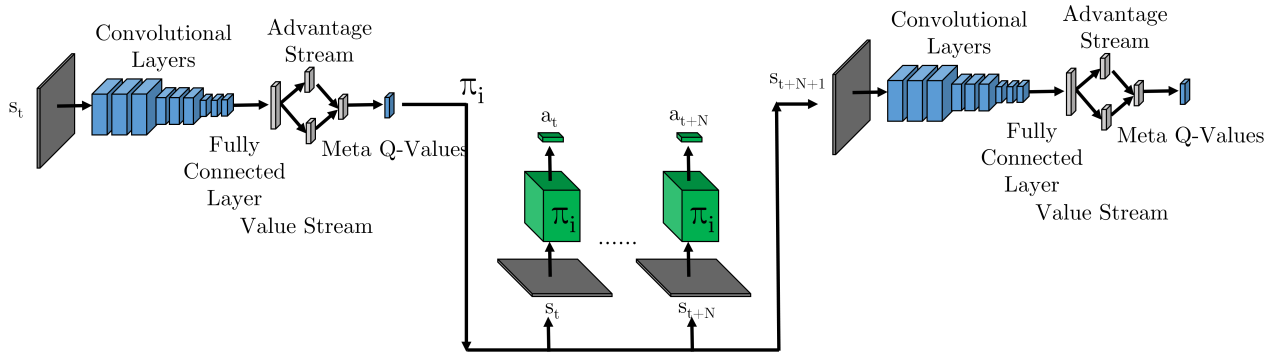 Convolutional
Layers
Advantage
Stream
s_t
Fully
Connected
Layer
Value Stream
Meta Q-Values
π_i
a_t
π_i
s_t
......
a_{t+N}
π_i
s_{t+N}
s_{t+N+1}
Convolutional
Layers
Advantage
Stream
Fully
Connected
Layer
Value Stream
Meta Q-Values